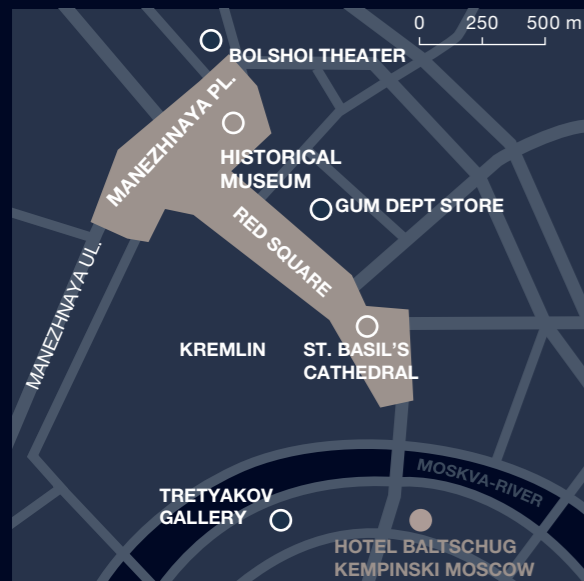 0 250 500 m
BOLSHOI THEATER
MANEZHNAYA PL.
HISTORICAL
MUSEUM
GUM DEPT STORE
RED SQUARE
MANEZHNAYA UL.
KREMLIN
ST. BASIL'S
CATHEDRAL
MOSKVA-RIVER
TRETYAKOV
GALLERY
HOTEL BALTSCHUG
KEMPINSKI MOSCOW